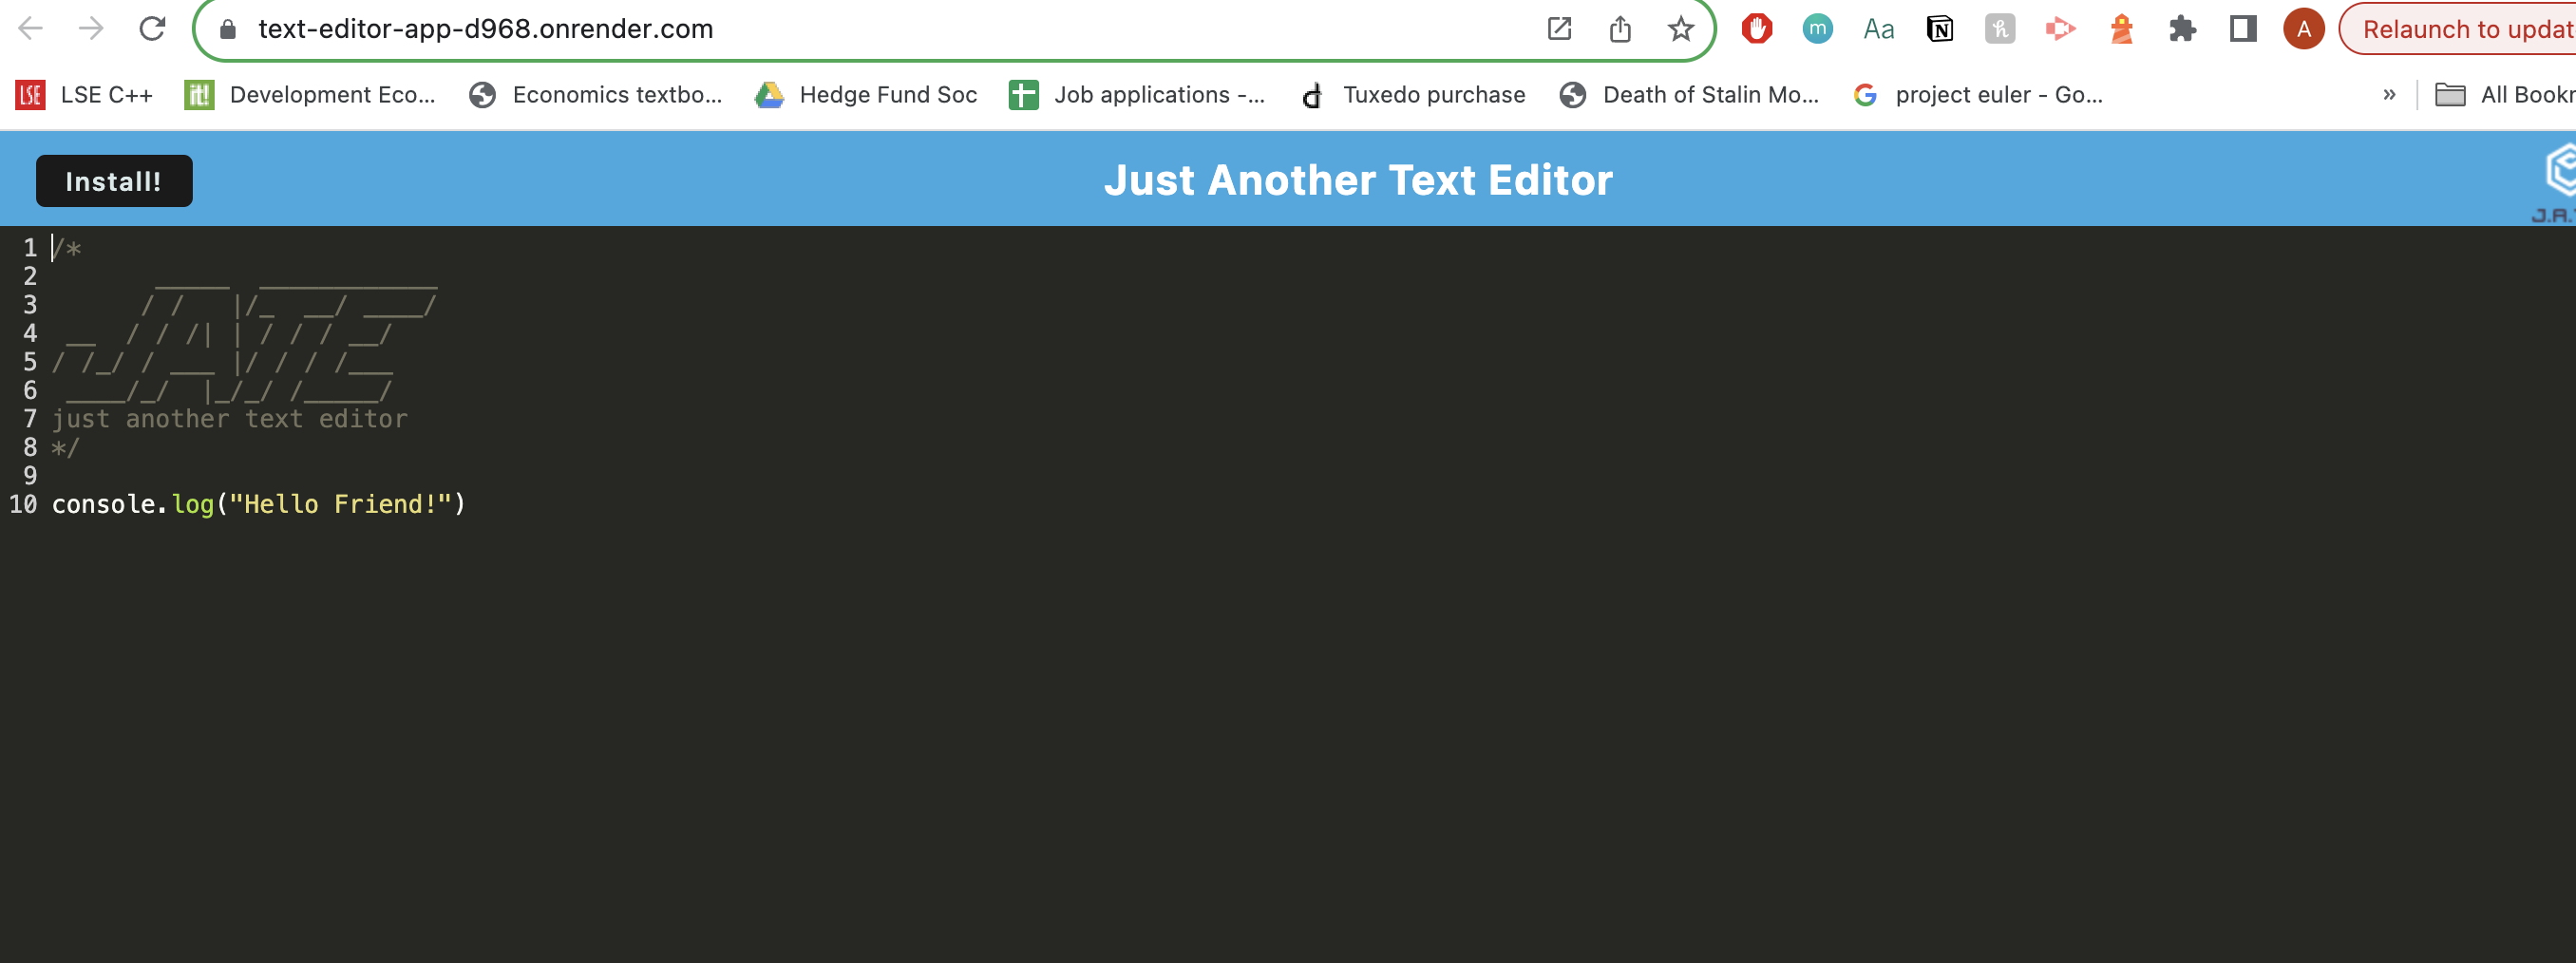 text-editor-app-d968.onrender.com
m Aa N h A Relaunch to updat
LSE LSE C++ it! Development Eco... Economics textbo... Hedge Fund Soc Job applications -... d Tuxedo purchase Death of Stalin Mo... G project euler - Go... » All Bookr
Install! Just Another Text Editor
J.A.
1 /*
2       _____  ____________
3      / /   |/_  __/ ____/
4 __  / / /| | / / / __/
5 / /_/ / ___ |/ / / /___
6 ____/_/  |_/_/ /_____/
7 just another text editor
8 */
9
10 console.log("Hello Friend!")